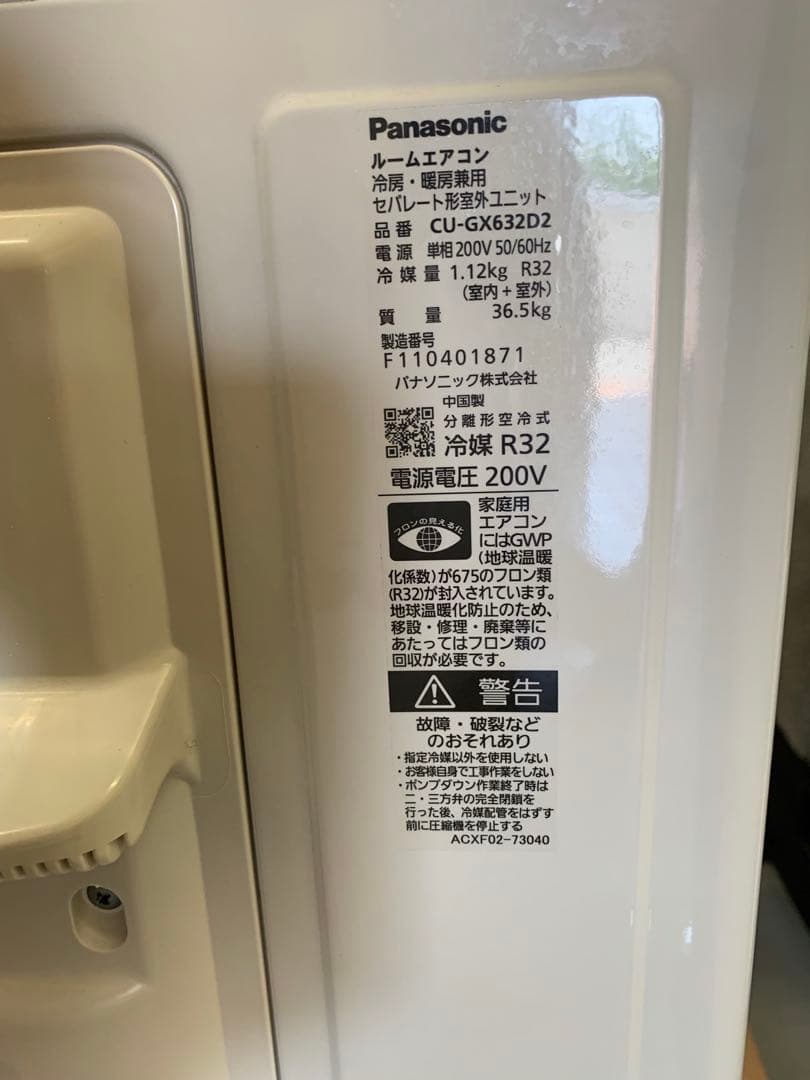 Panasonic
ルームエアコン
冷房・暖房兼用
セパレート形室外ユニット
品番 CU-GX632D2
電源 単相200V 50/60Hz
冷媒量 1.12kg R32
(室内+室外)
質量 36.5kg
製造番号
F110401871
パナソニック株式会社
中国製
分離形空冷式
冷媒 R32
電源電圧 200V
フロンの見える化
家庭用
エアコン
にはGWP
(地球温暖
化係数)が675のフロン類
(R32)が封入されています。
地球温暖化防止のため、
移設・修理・廃棄等に
あたってはフロン類の
回収が必要です。
警告
故障・破裂など
のおそれあり
・指定冷媒以外を使用しない
・お客様自身で工事作業をしない
・ポンプダウン作業終了時は
二・三方弁の完全閉鎖を
行った後、冷媒配管をはずす
前に圧縮機を停止する
ACXF02-73040